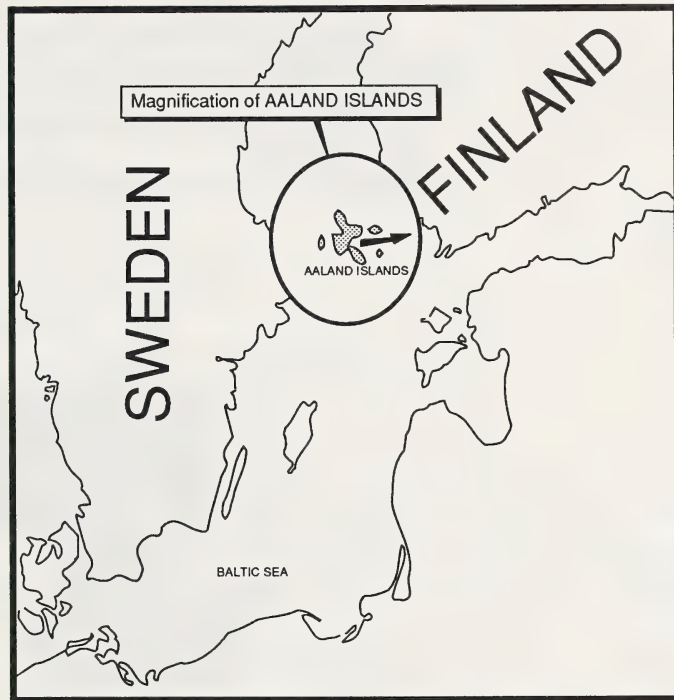 Magnification of AALAND ISLANDS
FINLAND
SWEDEN
AALAND ISLANDS
BALTIC SEA